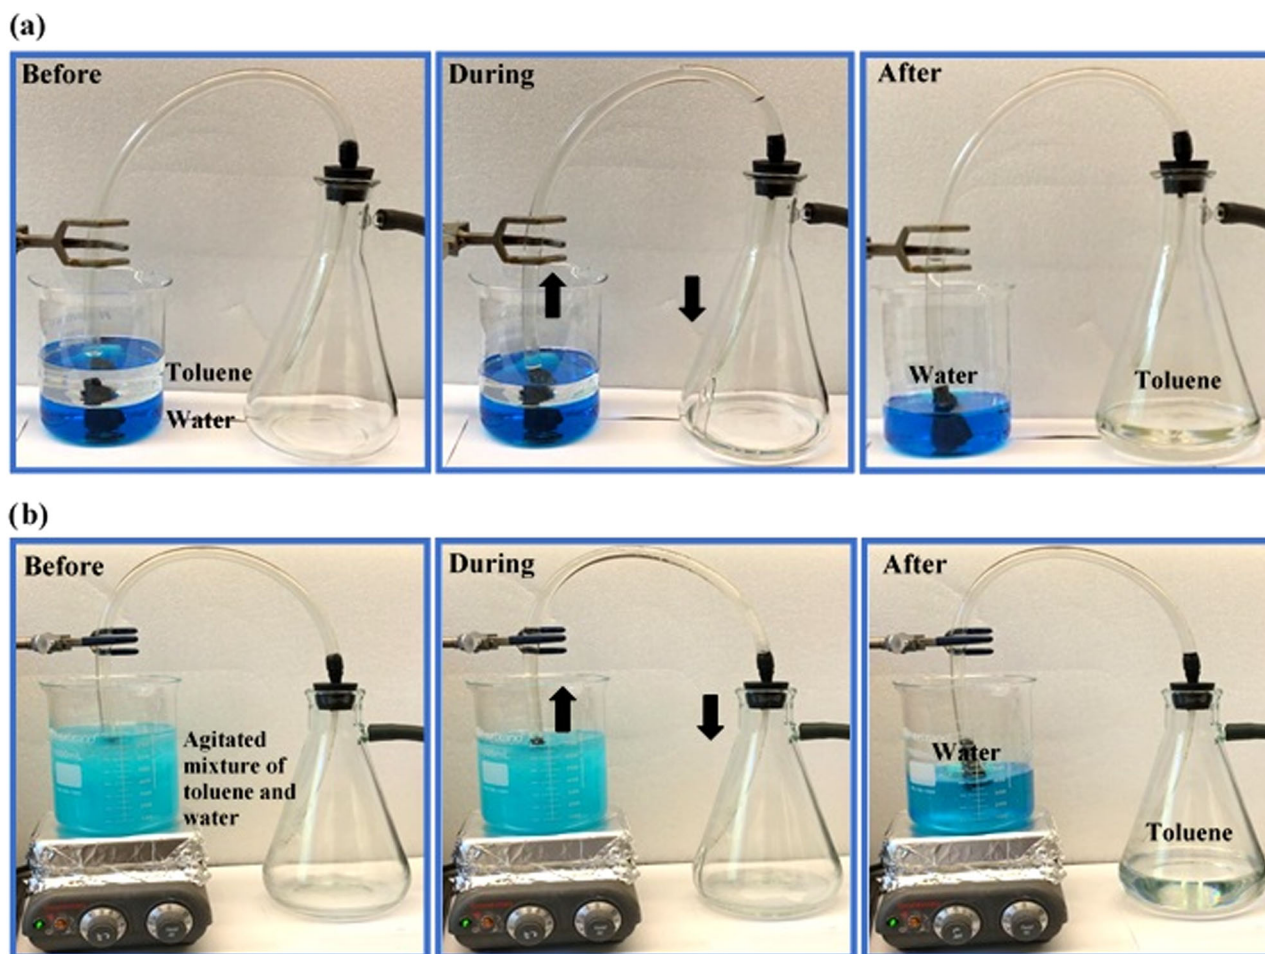 (a)
Before
During
After
Toluene
Water
Water
Toluene
(b)
Before
During
After
Agitated
mixture of
toluene and
water
Water
Toluene